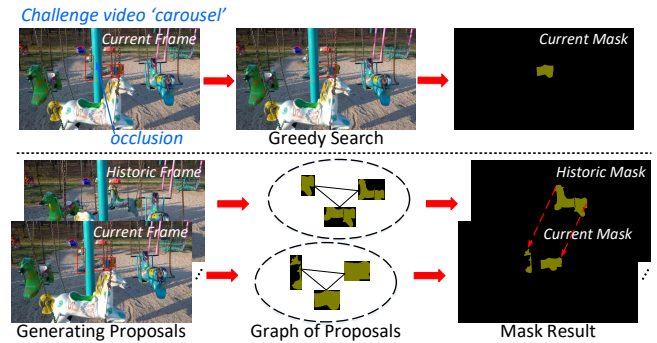 Challenge video ‘carousel’
Current Frame
Current Mask
occlusion
Greedy Search
Historic Frame
Historic Mask
Current Frame
Current Mask
Generating Proposals
Graph of Proposals
Mask Result